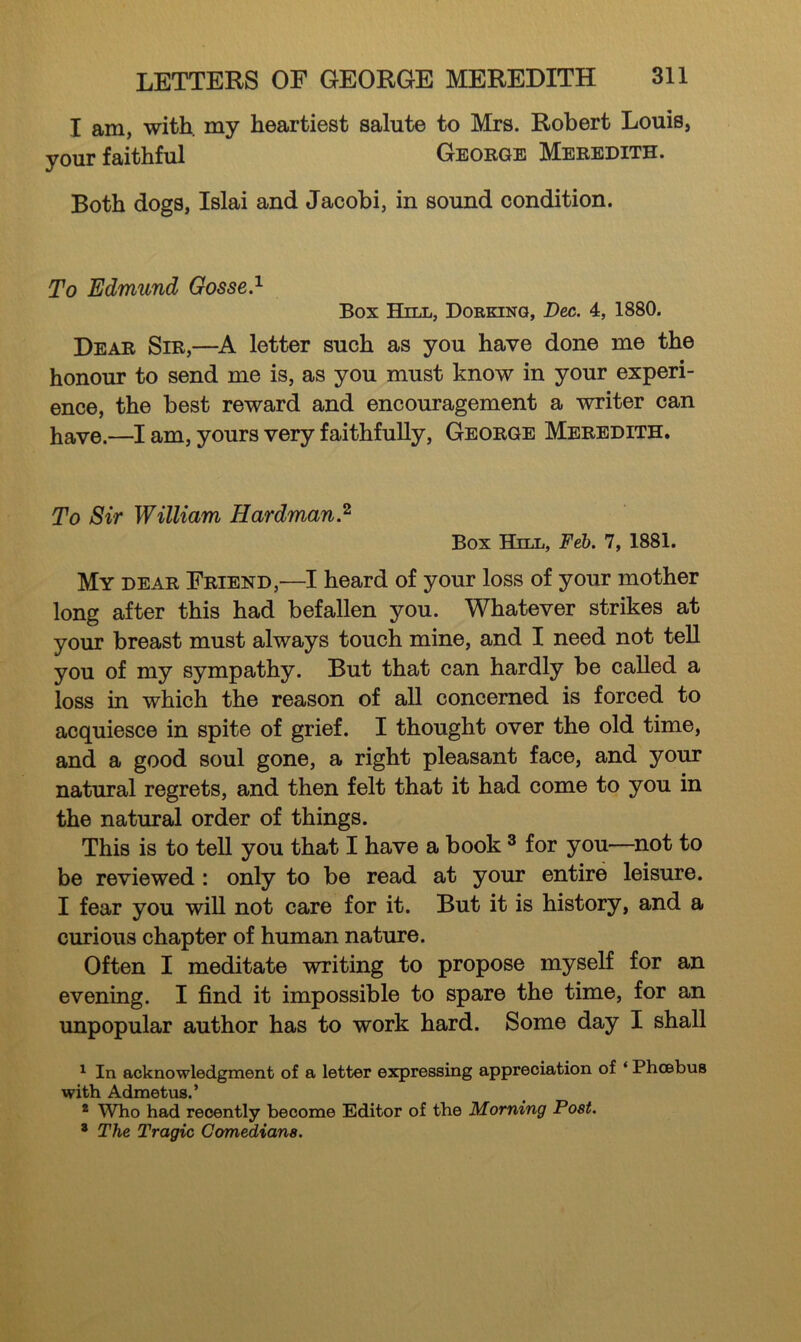 LETTERS OF GEORGE MEREDITH 311
I am, with my heartiest salute to Mrs. Robert Louis,
your faithful George Meredith.
Both dogs, Islai and Jacobi, in sound condition.
To Edmund Gosse.¹
Box Hill, Dorking, Dec. 4, 1880.
Dear Sir,—A letter such as you have done me the
honour to send me is, as you must know in your experi-
ence, the best reward and encouragement a writer can
have.—I am, yours very faithfully, George Meredith.
To Sir William Hardman.²
Box Hill, Feb. 7, 1881.
My dear Friend,—I heard of your loss of your mother
long after this had befallen you. Whatever strikes at
your breast must always touch mine, and I need not tell
you of my sympathy. But that can hardly be called a
loss in which the reason of all concerned is forced to
acquiesce in spite of grief. I thought over the old time,
and a good soul gone, a right pleasant face, and your
natural regrets, and then felt that it had come to you in
the natural order of things.
This is to tell you that I have a book ³ for you—not to
be reviewed : only to be read at your entire leisure.
I fear you will not care for it. But it is history, and a
curious chapter of human nature.
Often I meditate writing to propose myself for an
evening. I find it impossible to spare the time, for an
unpopular author has to work hard. Some day I shall
¹ In acknowledgment of a letter expressing appreciation of ‘ Phœbus
with Admetus.’
² Who had recently become Editor of the Morning Post.
³ The Tragic Comedians.